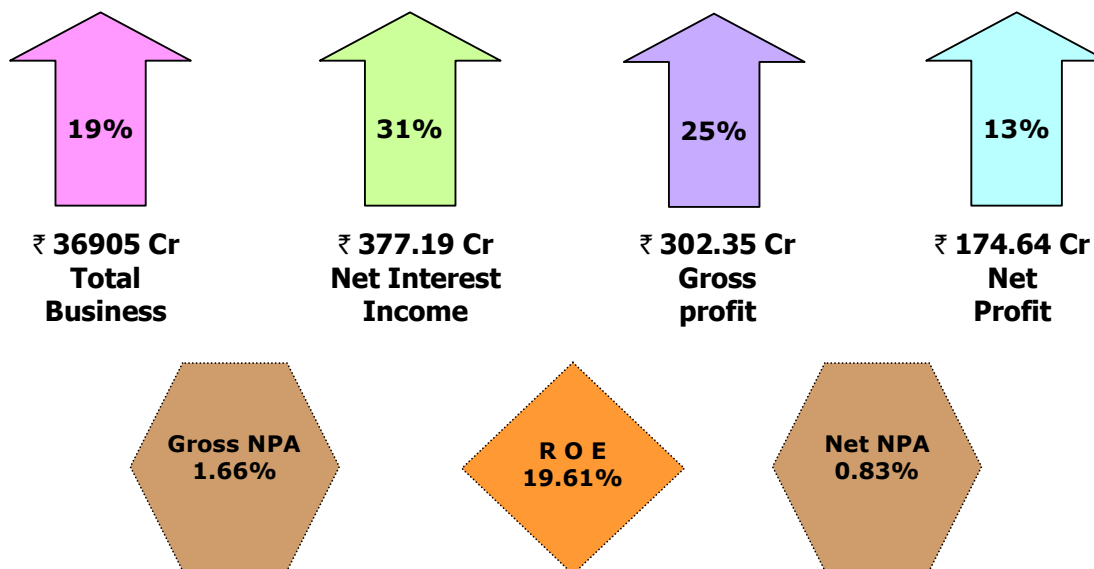 19%
31%
25%
13%
₹ 36905 Cr
Total
Business
₹ 377.19 Cr
Net Interest
Income
₹ 302.35 Cr
Gross
profit
₹ 174.64 Cr
Net
Profit
Gross NPA
1.66%
R O E
19.61%
Net NPA
0.83%